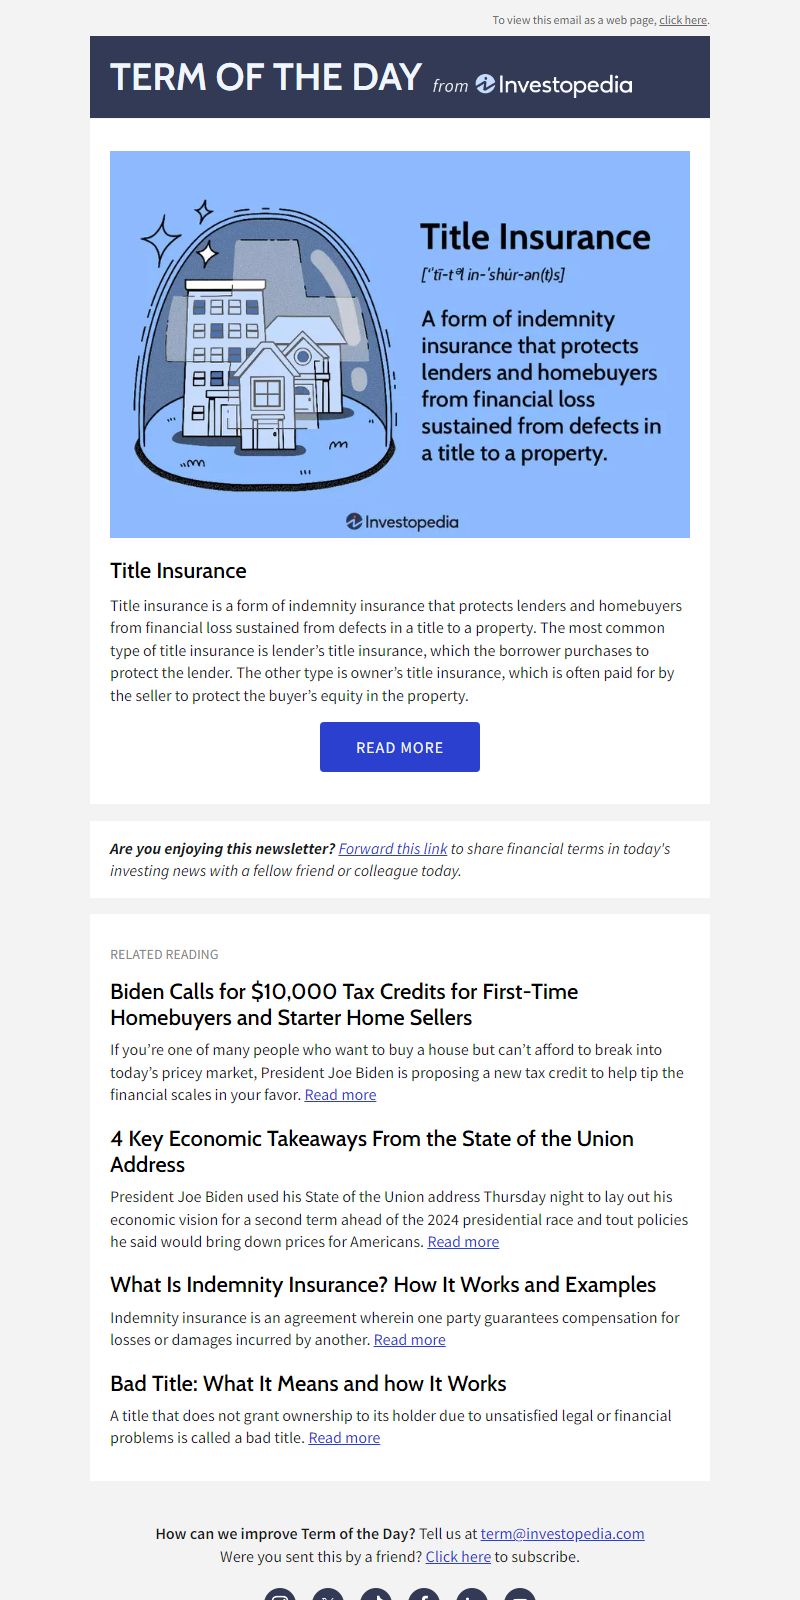 To view this email as a web page, click here.
TERM OF THE DAY from Investopedia
Title Insurance
[ˈtī-tᵊl in-ˈshu̇r-ən(t)s]
A form of indemnity
insurance that protects
lenders and homebuyers
from financial loss
sustained from defects in
a title to a property.
Investopedia
Title Insurance
Title insurance is a form of indemnity insurance that protects lenders and homebuyers
from financial loss sustained from defects in a title to a property. The most common
type of title insurance is lender’s title insurance, which the borrower purchases to
protect the lender. The other type is owner’s title insurance, which is often paid for by
the seller to protect the buyer’s equity in the property.
READ MORE
Are you enjoying this newsletter? Forward this link to share financial terms in today's
investing news with a fellow friend or colleague today.
RELATED READING
Biden Calls for $10,000 Tax Credits for First-Time
Homebuyers and Starter Home Sellers
If you’re one of many people who want to buy a house but can’t afford to break into
today’s pricey market, President Joe Biden is proposing a new tax credit to help tip the
financial scales in your favor. Read more
4 Key Economic Takeaways From the State of the Union
Address
President Joe Biden used his State of the Union address Thursday night to lay out his
economic vision for a second term ahead of the 2024 presidential race and tout policies
he said would bring down prices for Americans. Read more
What Is Indemnity Insurance? How It Works and Examples
Indemnity insurance is an agreement wherein one party guarantees compensation for
losses or damages incurred by another. Read more
Bad Title: What It Means and how It Works
A title that does not grant ownership to its holder due to unsatisfied legal or financial
problems is called a bad title. Read more
How can we improve Term of the Day? Tell us at term@investopedia.com
Were you sent this by a friend? Click here to subscribe.